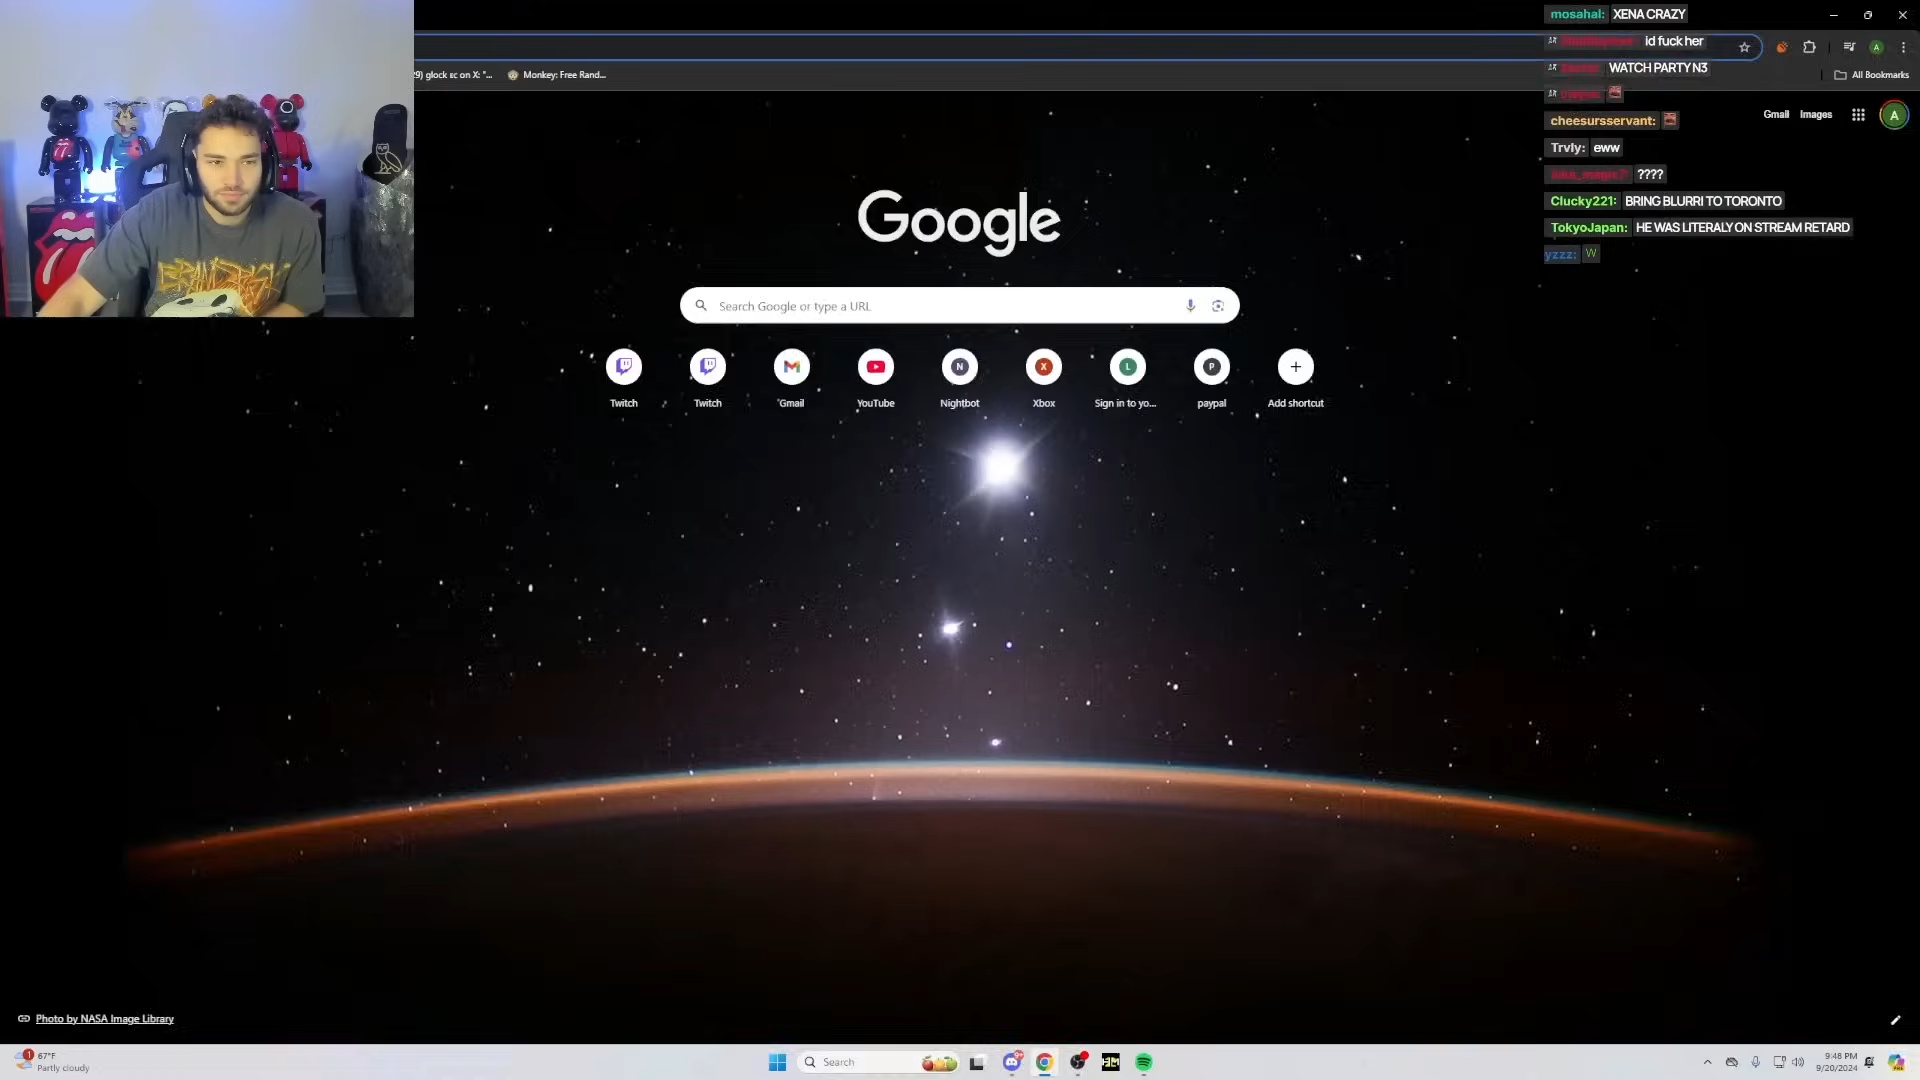 mosahal: XENA CRAZY
id fuck her
WATCH PARTY N3
cheesursservant:
Trvly: eww
????
Clucky221: BRING BLURRI TO TORONTO
TokyoJapan: HE WAS LITERALY ON STREAM RETARD
yzzz: W
glock sc on X: "...
Monkey: Free Rand...
All Bookmarks
Gmail
Images
A
Google
Search Google or type a URL
N
X
L
P
Twitch
Twitch
Gmail
YouTube
Nightbot
Xbox
Sign in to yo...
paypal
Add shortcut
Photo by NASA Image Library
67°F
Partly cloudy
Search
9:48 PM
9/20/2024